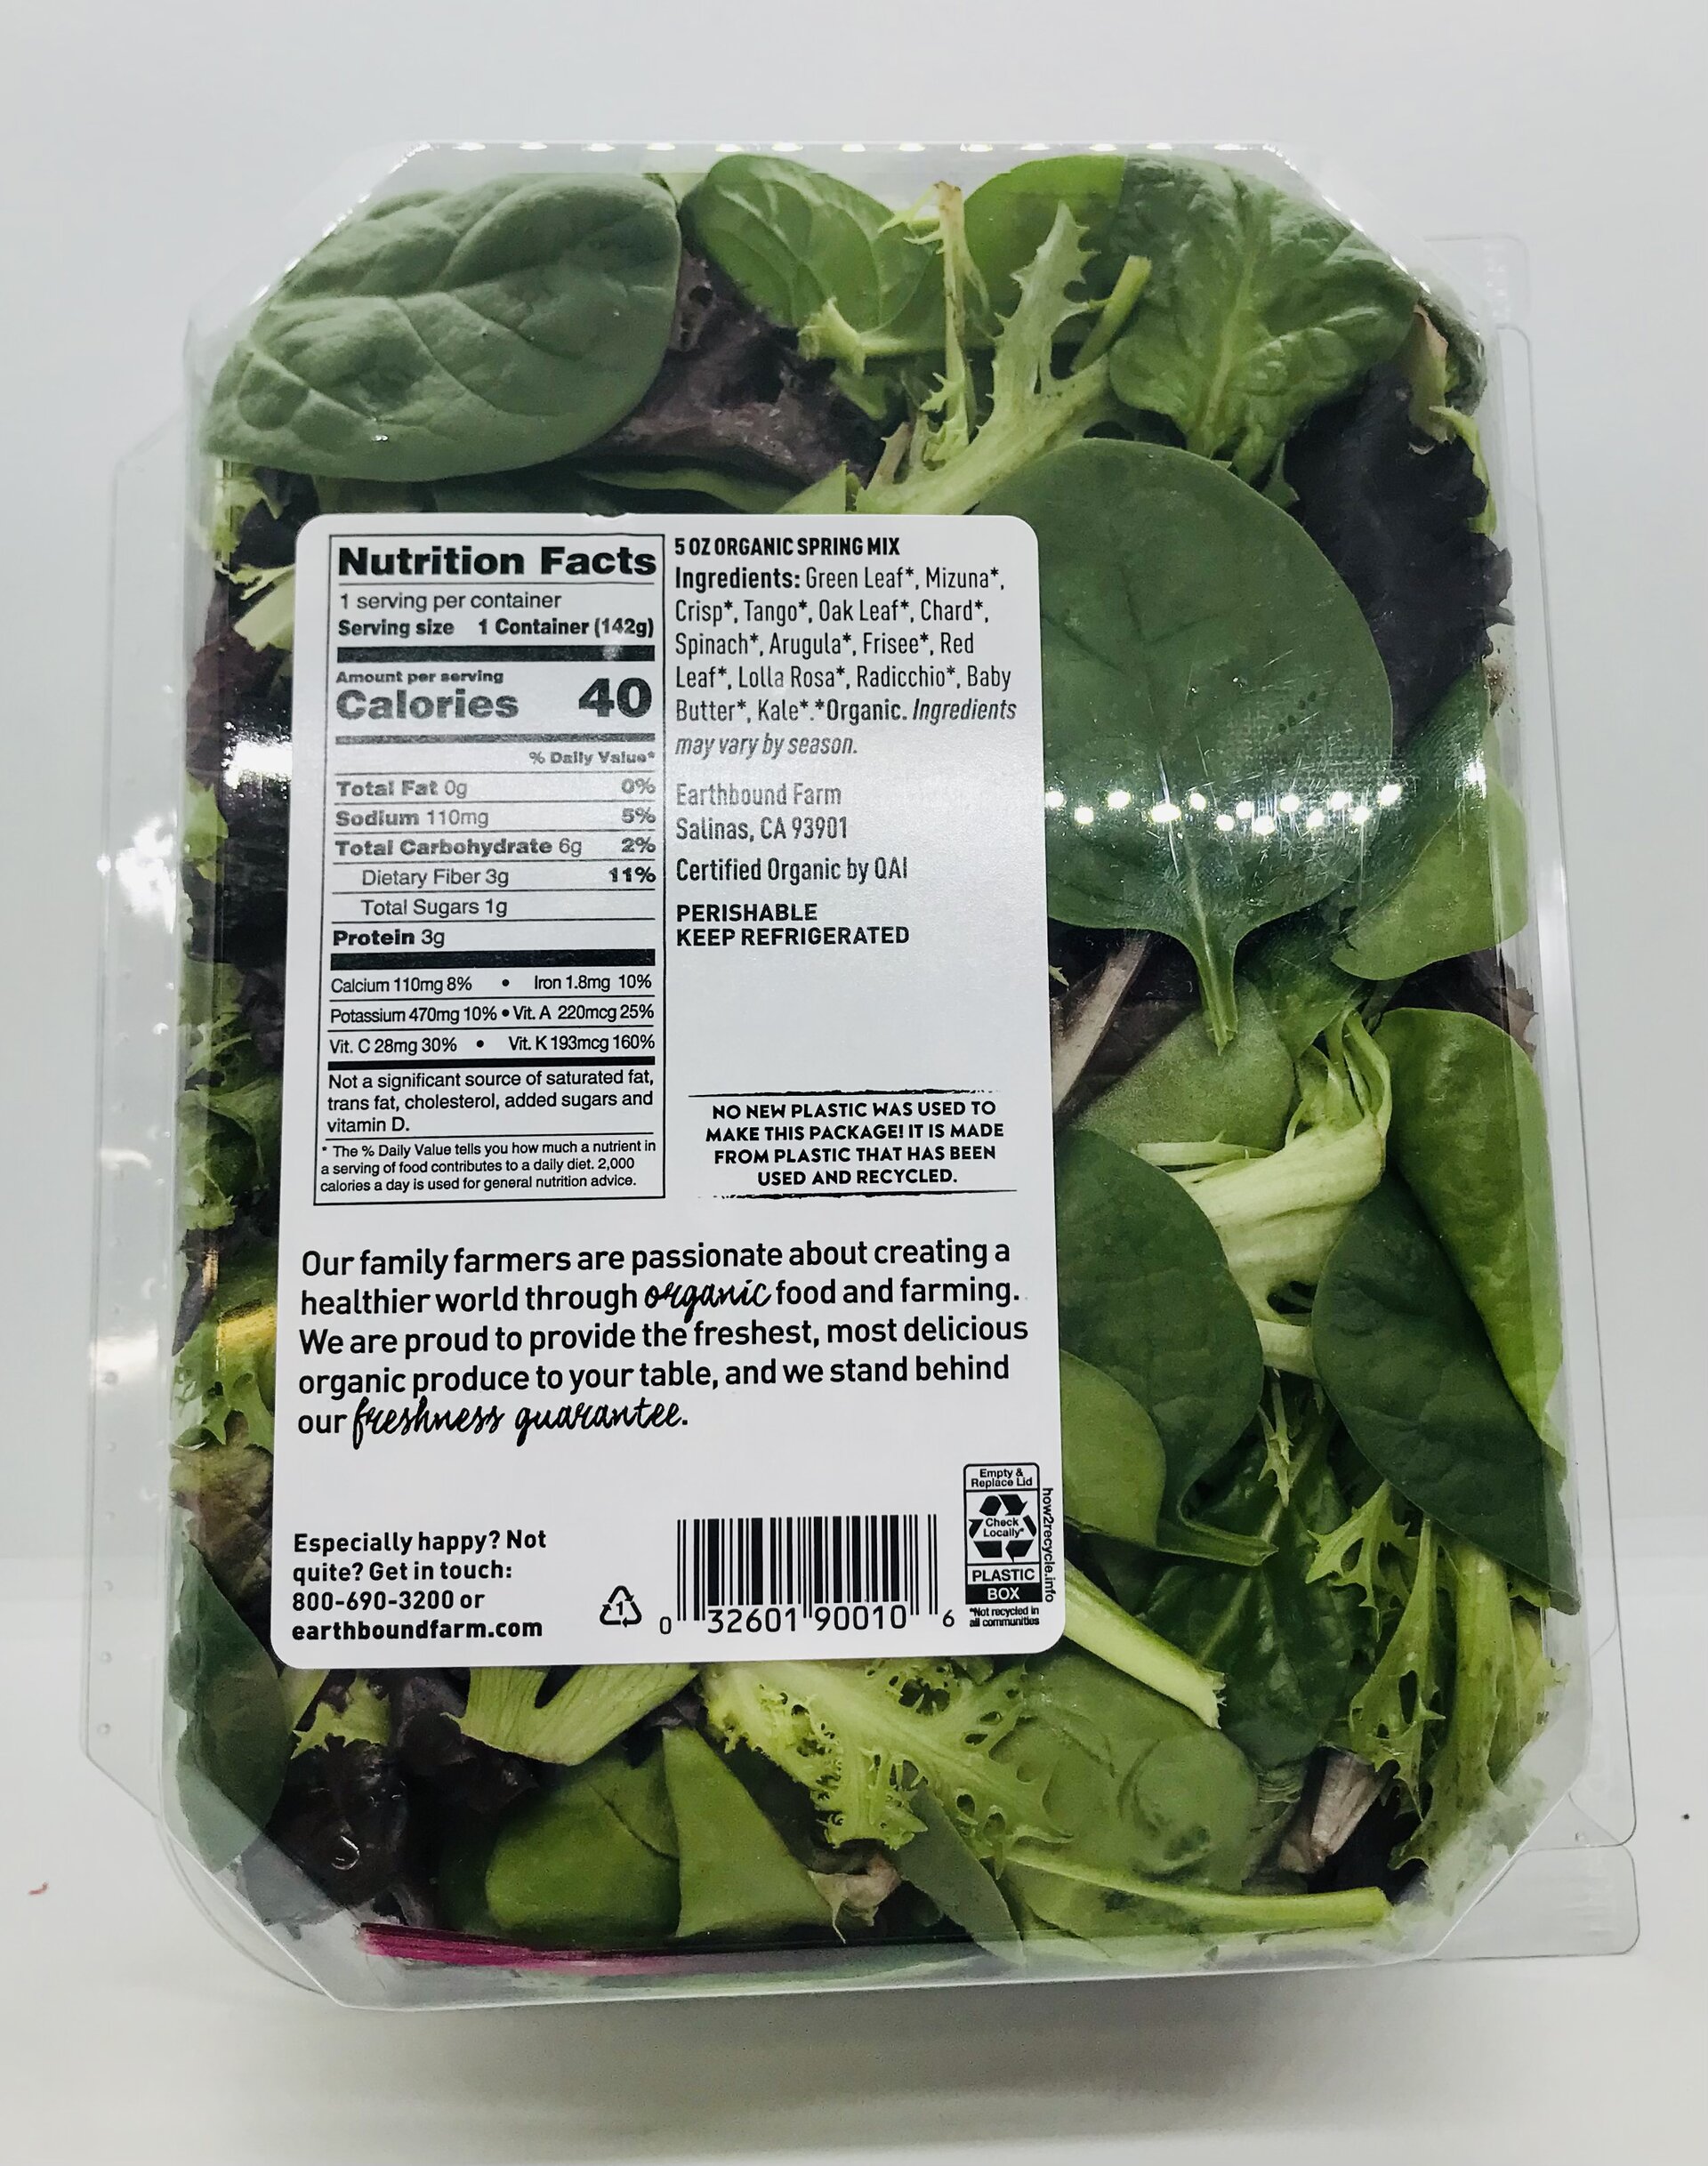 Nutrition Facts
1 serving per container
Serving size 1 Container (142g)
Amount per serving
Calories 40
% Daily Value*
Total Fat 0g 0%
Sodium 110mg 5%
Total Carbohydrate 6g 2%
Dietary Fiber 3g 11%
Total Sugars 1g
Protein 3g
Calcium 110mg 8% • Iron 1.8mg 10%
Potassium 470mg 10% • Vit. A 220mcg 25%
Vit. C 28mg 30% • Vit. K 193mcg 160%
Not a significant source of saturated fat,
trans fat, cholesterol, added sugars and
vitamin D.
* The % Daily Value tells you how much a nutrient in
a serving of food contributes to a daily diet. 2,000
calories a day is used for general nutrition advice.
5 OZ ORGANIC SPRING MIX
Ingredients: Green Leaf*, Mizuna*,
Crisp*, Tango*, Oak Leaf*, Chard*,
Spinach*, Arugula*, Frisee*, Red
Leaf*, Lolla Rosa*, Radicchio*, Baby
Butter*, Kale*.*Organic. Ingredients
may vary by season.
Earthbound Farm
Salinas, CA 93901
Certified Organic by QAI
PERISHABLE
KEEP REFRIGERATED
NO NEW PLASTIC WAS USED TO
MAKE THIS PACKAGE! IT IS MADE
FROM PLASTIC THAT HAS BEEN
USED AND RECYCLED.
Our family farmers are passionate about creating a
healthier world through organic food and farming.
We are proud to provide the freshest, most delicious
organic produce to your table, and we stand behind
our freshness guarantee.
Especially happy? Not
quite? Get in touch:
800-690-3200 or
earthboundfarm.com
1
0 32601 90010 6
Empty &
Replace Lid
Check
Locally*
PLASTIC
BOX
*Not recycled in
all communities
how2recycle.info